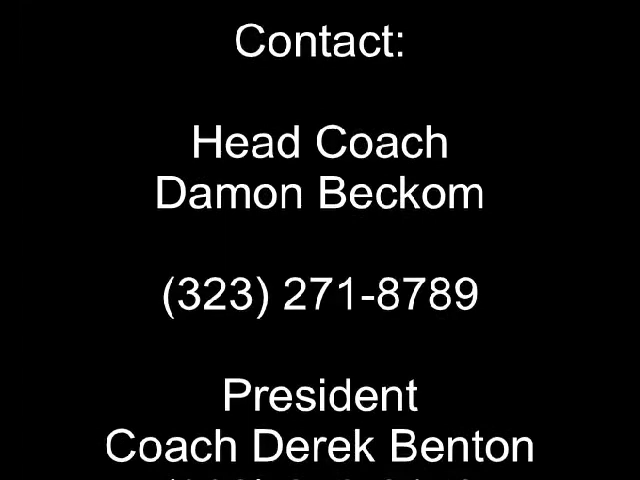 Contact:
Head Coach
Damon Beckom
(323) 271-8789
President
Coach Derek Benton